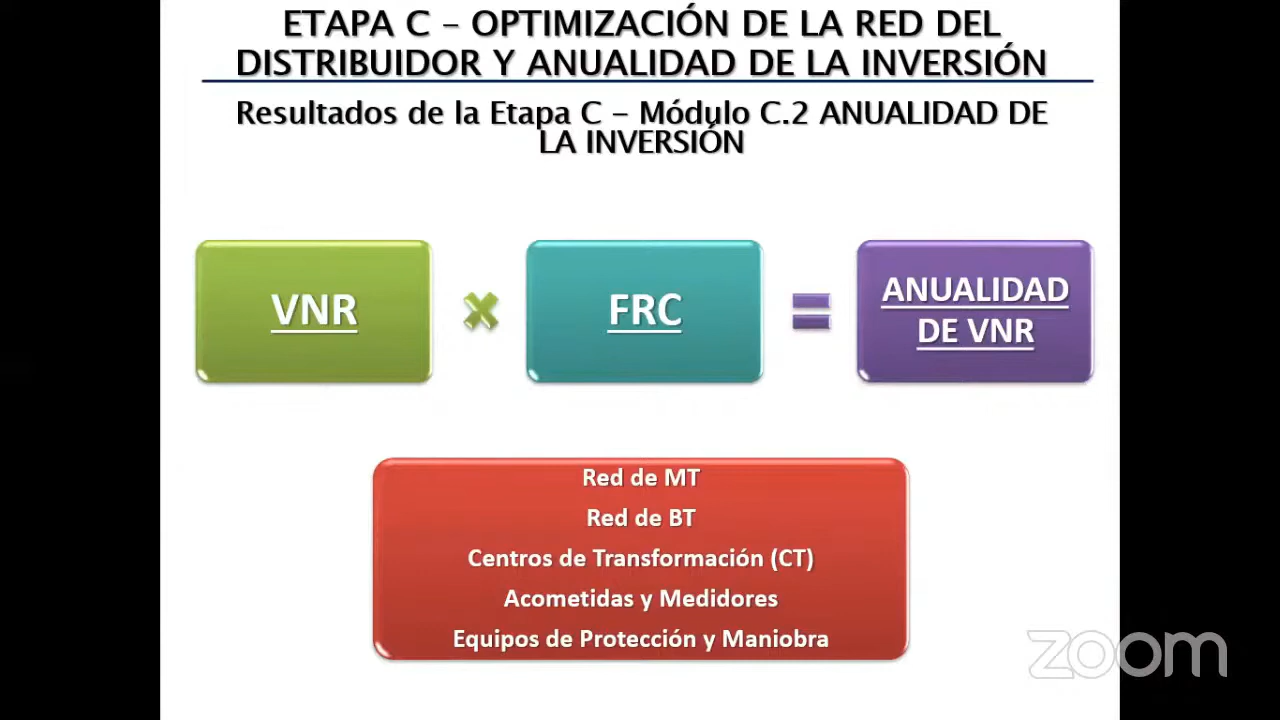 ETAPA C – OPTIMIZACIÓN DE LA RED DEL
DISTRIBUIDOR Y ANUALIDAD DE LA INVERSIÓN
Resultados de la Etapa C – Módulo C.2 ANUALIDAD DE
LA INVERSIÓN
VNR
×
FRC
=
ANUALIDAD
DE VNR
Red de MT
Red de BT
Centros de Transformación (CT)
Acometidas y Medidores
Equipos de Protección y Maniobra
zoom